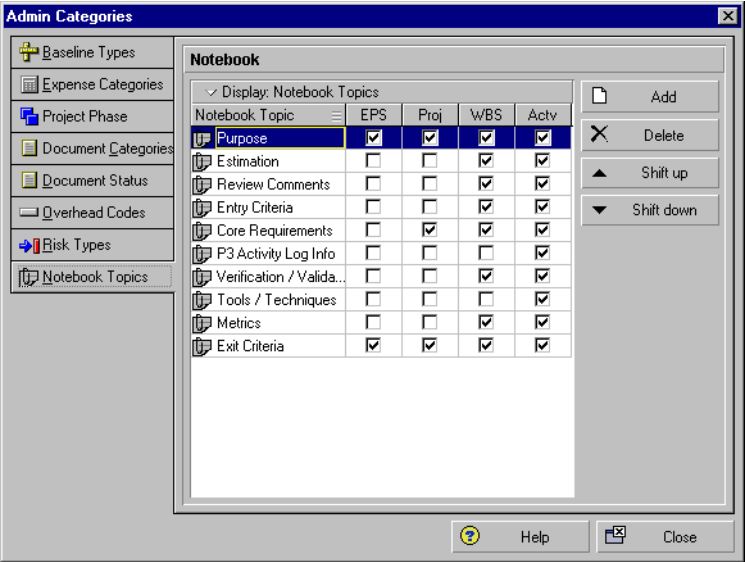 Admin Categories
Baseline Types
Expense Categories
Project Phase
Document Categories
Document Status
Overhead Codes
Risk Types
Notebook Topics
Notebook
Display: Notebook Topics
Notebook Topic EPS Proj WBS Actv
Purpose
Estimation
Review Comments
Entry Criteria
Core Requirements
P3 Activity Log Info
Verification / Valida...
Tools / Techniques
Metrics
Exit Criteria
Add
Delete
Shift up
Shift down
Help
Close